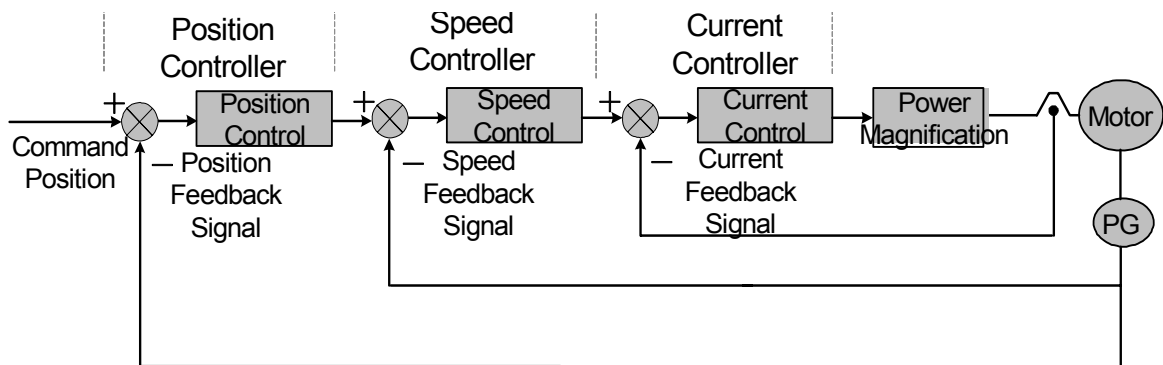 Position
Controller
Speed
Controller
Current
Controller
+
Position
Control
+
Speed
Control
+
Current
Control
Power
Magnification
Motor
Command
Position
− Position
Feedback
Signal
− Speed
Feedback
Signal
− Current
Feedback
Signal
PG